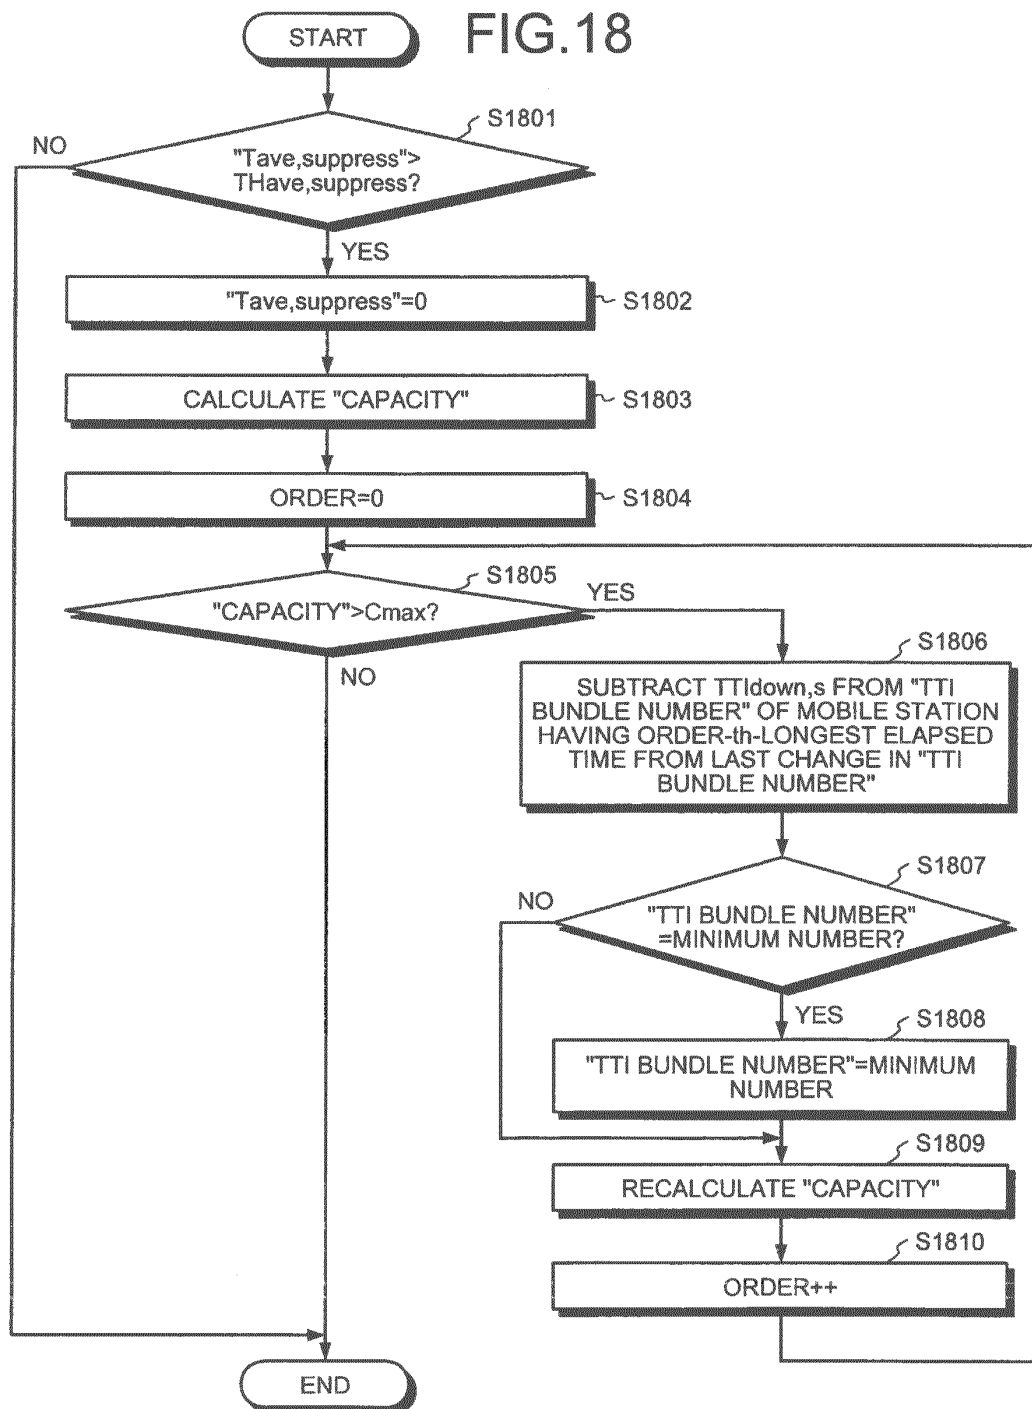 FIG.18
START
S1801
NO
"Tave,suppress">
THave,suppress?
YES
"Tave,suppress"=0
S1802
CALCULATE "CAPACITY"
S1803
ORDER=0
S1804
S1805
"CAPACITY">Cmax?
YES
NO
S1806
SUBTRACT TTIdown,s FROM "TTI
BUNDLE NUMBER" OF MOBILE STATION
HAVING ORDER-th-LONGEST ELAPSED
TIME FROM LAST CHANGE IN "TTI
BUNDLE NUMBER"
S1807
NO
"TTI BUNDLE NUMBER"
=MINIMUM NUMBER?
YES
S1808
"TTI BUNDLE NUMBER"=MINIMUM
NUMBER
S1809
RECALCULATE "CAPACITY"
S1810
ORDER++
END